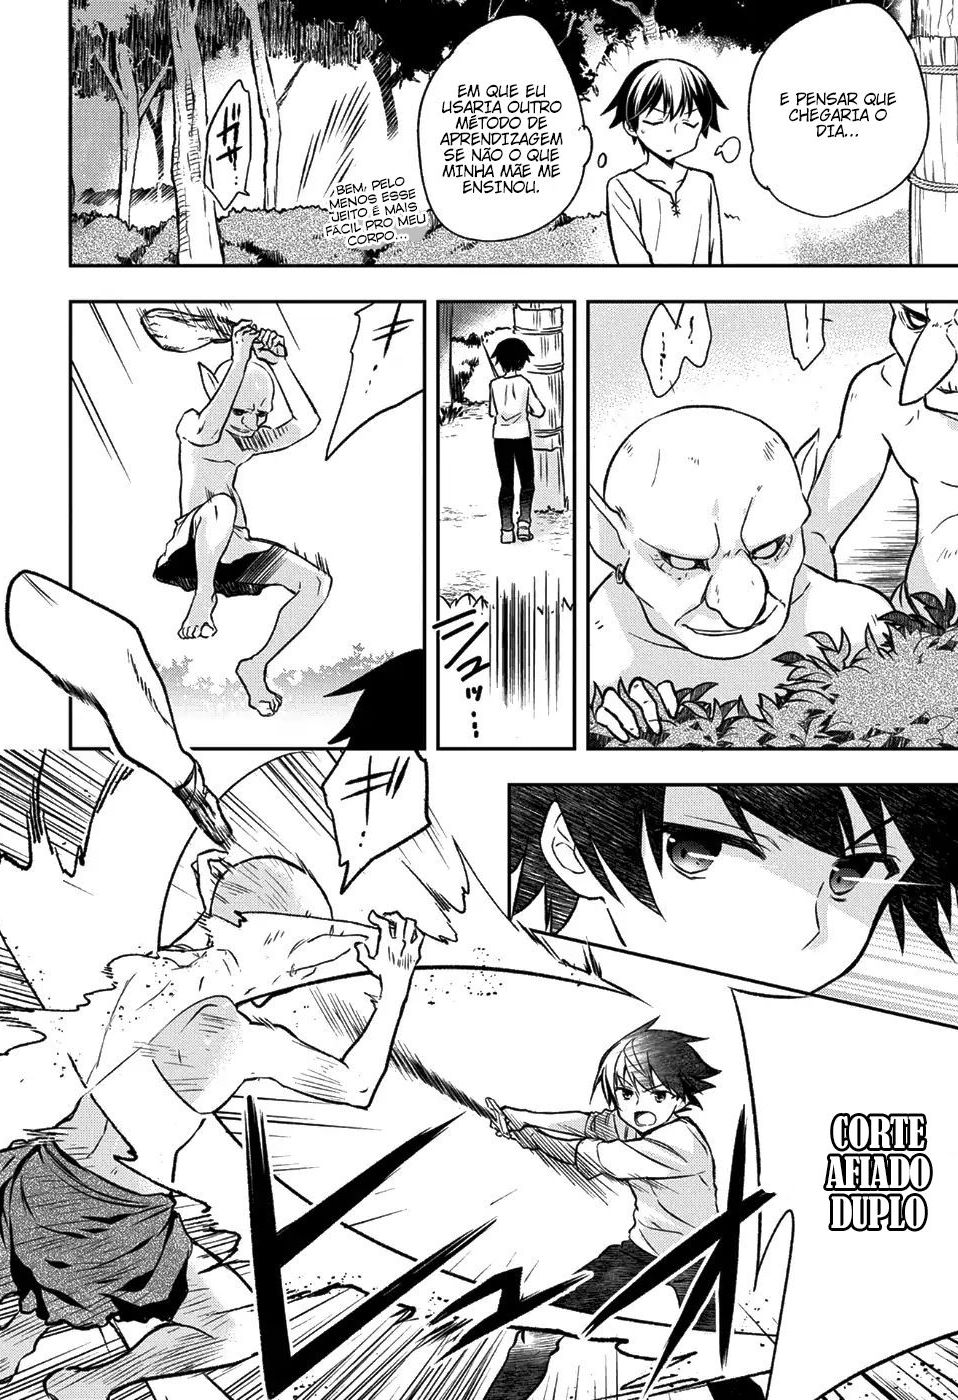 E PENSAR QUE
CHEGARIA O
DIA...
EM QUE EU
USARIA OUTRO
MÉTODO DE
APRENDIZAGEM
SE NÃO O QUE
MINHA MÃE ME
ENSINOU.
BEM, PELO
MENOS ESSE
JEITO É MAIS
FÁCIL PRO MEU
CORPO...
CORTE
AFIADO
DUPLO